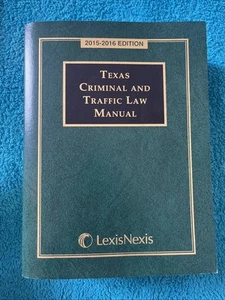 2015-2016 EDITION
TEXAS
CRIMINAL AND
TRAFFIC LAW
MANUAL
LexisNexis